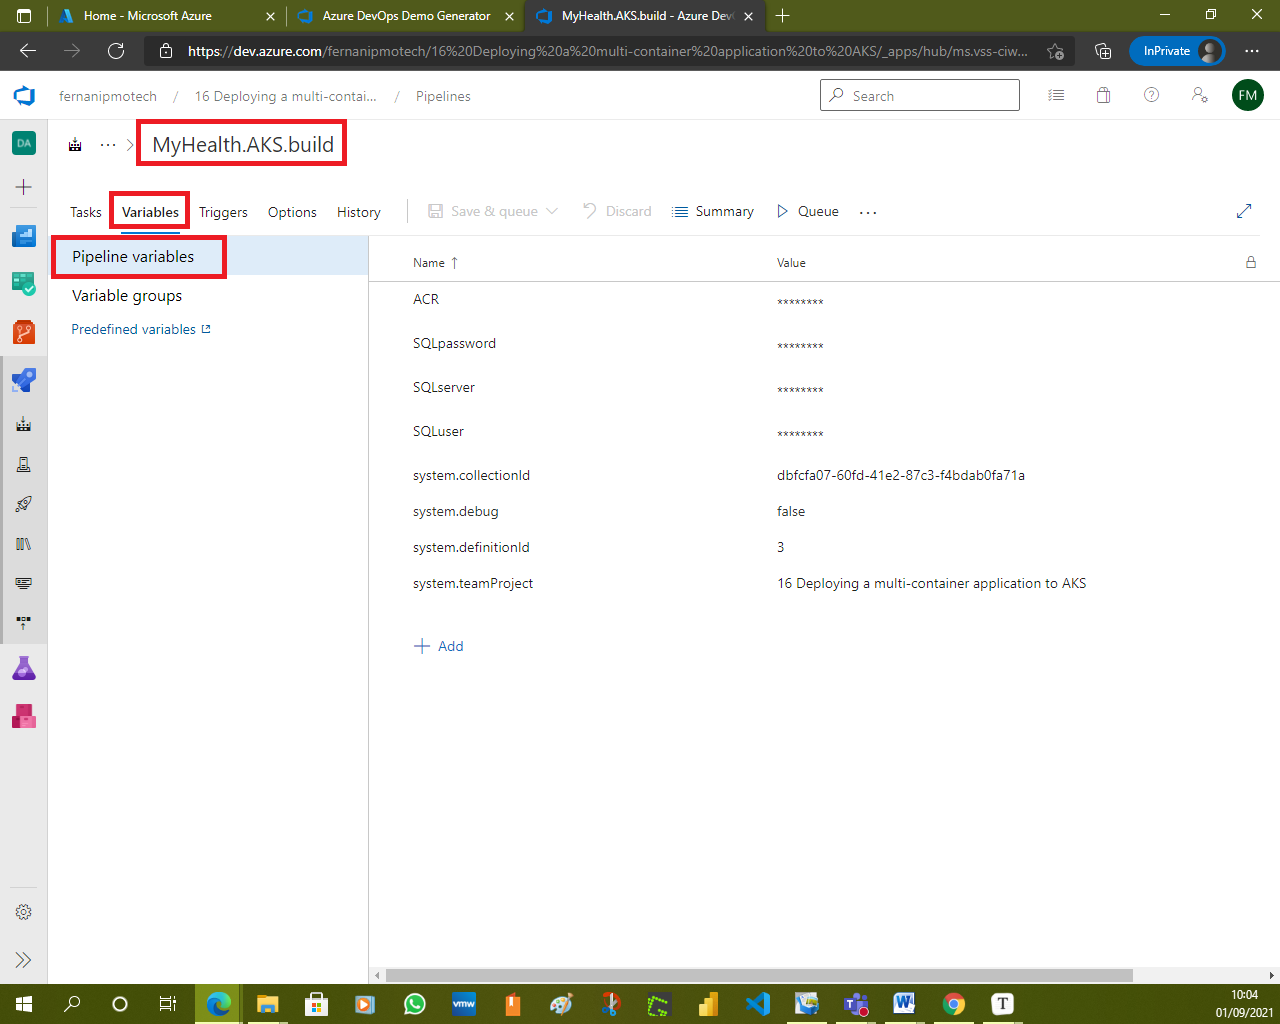 Home - Microsoft Azure
Azure DevOps Demo Generator
MyHealth.AKS.build - Azure Dev
https://dev.azure.com/fernanipmotech/16%20Deploying%20a%20multi-container%20application%20to%20AKS/_apps/hub/ms.vss-ciw...
InPrivate
fernanipmotech / 16 Deploying a multi-contai... / Pipelines
Search
FM
DA
MyHealth.AKS.build
Tasks Variables Triggers Options History
Save & queue Discard Summary Queue ...
Pipeline variables
Variable groups
Predefined variables
Name ↑ Value
ACR ********
SQLpassword ********
SQLserver ********
SQLuser ********
system.collectionId dbfcfa07-60fd-41e2-87c3-f4bdab0fa71a
system.debug false
system.definitionId 3
system.teamProject 16 Deploying a multi-container application to AKS
+ Add
vmw
T
10:04
01/09/2021